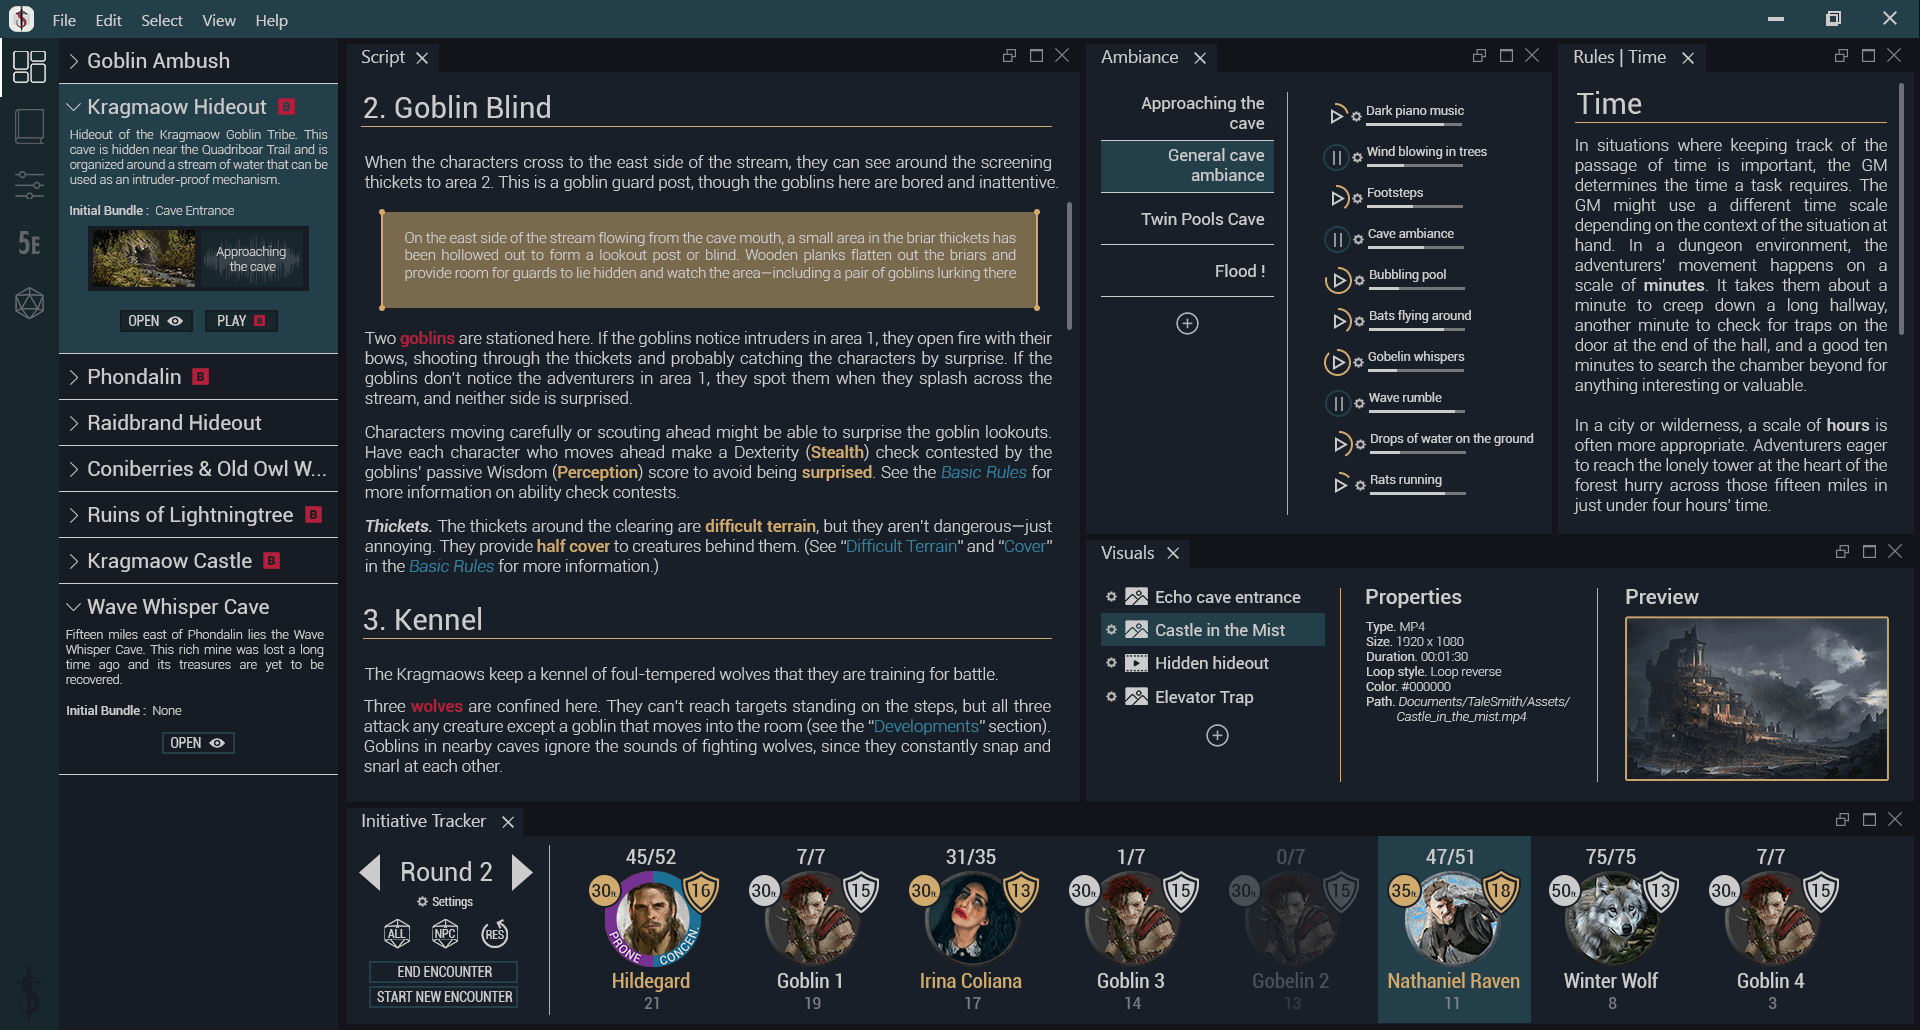 File Edit Select View Help
Goblin Ambush
Kragmaow Hideout B
Hideout of the Kragmaow Goblin Tribe. This
cave is hidden near the Quadriboar Trail and is
organized around a stream of water that can be
used as an intruder-proof mechanism.
Initial Bundle : Cave Entrance
Approaching
the cave
OPEN PLAY B
Phondalin B
Raidbrand Hideout
Coniberries & Old Owl W...
Ruins of Lightningtree B
Kragmaow Castle B
Wave Whisper Cave
Fifteen miles east of Phondalin lies the Wave
Whisper Cave. This rich mine was lost a long
time ago and its treasures are yet to be
recovered.
Initial Bundle : None
OPEN
5E
Script
2. Goblin Blind
When the characters cross to the east side of the stream, they can see around the screening
thickets to area 2. This is a goblin guard post, though the goblins here are bored and inattentive.
On the east side of the stream flowing from the cave mouth, a small area in the briar thickets has
been hollowed out to form a lookout post or blind. Wooden planks flatten out the briars and
provide room for guards to lie hidden and watch the area—including a pair of goblins lurking there
Two goblins are stationed here. If the goblins notice intruders in area 1, they open fire with their
bows, shooting through the thickets and probably catching the characters by surprise. If the
goblins don't notice the adventurers in area 1, they spot them when they splash across the
stream, and neither side is surprised.
Characters moving carefully or scouting ahead might be able to surprise the goblin lookouts.
Have each character who moves ahead make a Dexterity (Stealth) check contested by the
goblins' passive Wisdom (Perception) score to avoid being surprised. See the Basic Rules for
more information on ability check contests.
Thickets. The thickets around the clearing are difficult terrain, but they aren't dangerous—just
annoying. They provide half cover to creatures behind them. (See “Difficult Terrain” and “Cover”
in the Basic Rules for more information.)
3. Kennel
The Kragmaows keep a kennel of foul-tempered wolves that they are training for battle.
Three wolves are confined here. They can't reach targets standing on the steps, but all three
attack any creature except a goblin that moves into the room (see the “Developments” section).
Goblins in nearby caves ignore the sounds of fighting wolves, since they constantly snap and
snarl at each other.
Ambiance
Approaching the
cave
General cave
ambiance
Twin Pools Cave
Flood !
Dark piano music
Wind blowing in trees
Footsteps
Cave ambiance
Bubbling pool
Bats flying around
Gobelin whispers
Wave rumble
Drops of water on the ground
Rats running
Rules | Time
Time
In situations where keeping track of the
passage of time is important, the GM
determines the time a task requires. The
GM might use a different time scale
depending on the context of the situation at
hand. In a dungeon environment, the
adventurers' movement happens on a
scale of minutes. It takes them about a
minute to creep down a long hallway,
another minute to check for traps on the
door at the end of the hall, and a good ten
minutes to search the chamber beyond for
anything interesting or valuable.
In a city or wilderness, a scale of hours is
often more appropriate. Adventurers eager
to reach the lonely tower at the heart of the
forest hurry across those fifteen miles in
just under four hours' time.
Visuals
Echo cave entrance
Castle in the Mist
Hidden hideout
Elevator Trap
Properties
Type. MP4
Size. 1920 x 1080
Duration. 00:01:30
Loop style. Loop reverse
Color. #000000
Path. Documents/TaleSmith/Assets/
Castle_in_the_mist.mp4
Preview
Initiative Tracker
Round 2
Settings
ALL NPC RES
END ENCOUNTER
START NEW ENCOUNTER
45/52
30ft 16
PRONE CONCEN.
Hildegard
21
7/7
30ft 15
Goblin 1
19
31/35
30ft 13
Irina Coliana
17
1/7
30ft 15
Goblin 3
14
0/7
30ft 15
Gobelin 2
13
47/51
35ft 18
Nathaniel Raven
11
75/75
50ft 13
Winter Wolf
8
7/7
30ft 15
Goblin 4
3